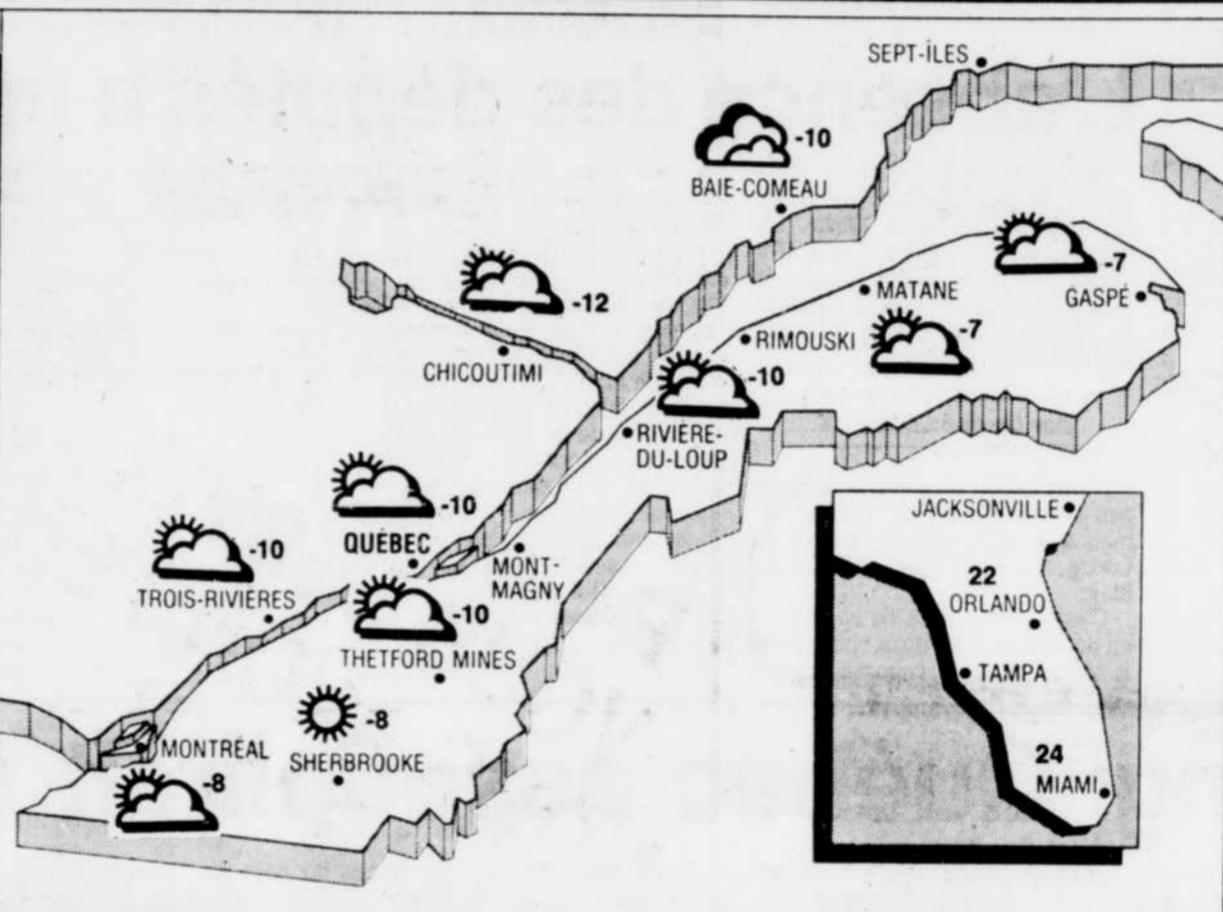 SEPT-ÎLES
-10
BAIE-COMEAU
-7
GASPÉ
MATANE
-12
CHICOUTIMI
RIMOUSKI
-7
-10
RIVIÈRE-
DU-LOUP
-10
QUÉBEC
MONT-
MAGNY
-10
TROIS-RIVIÈRES
-10
THETFORD MINES
-8
SHERBROOKE
MONTRÉAL
-8
JACKSONVILLE
22
ORLANDO
TAMPA
24
MIAMI